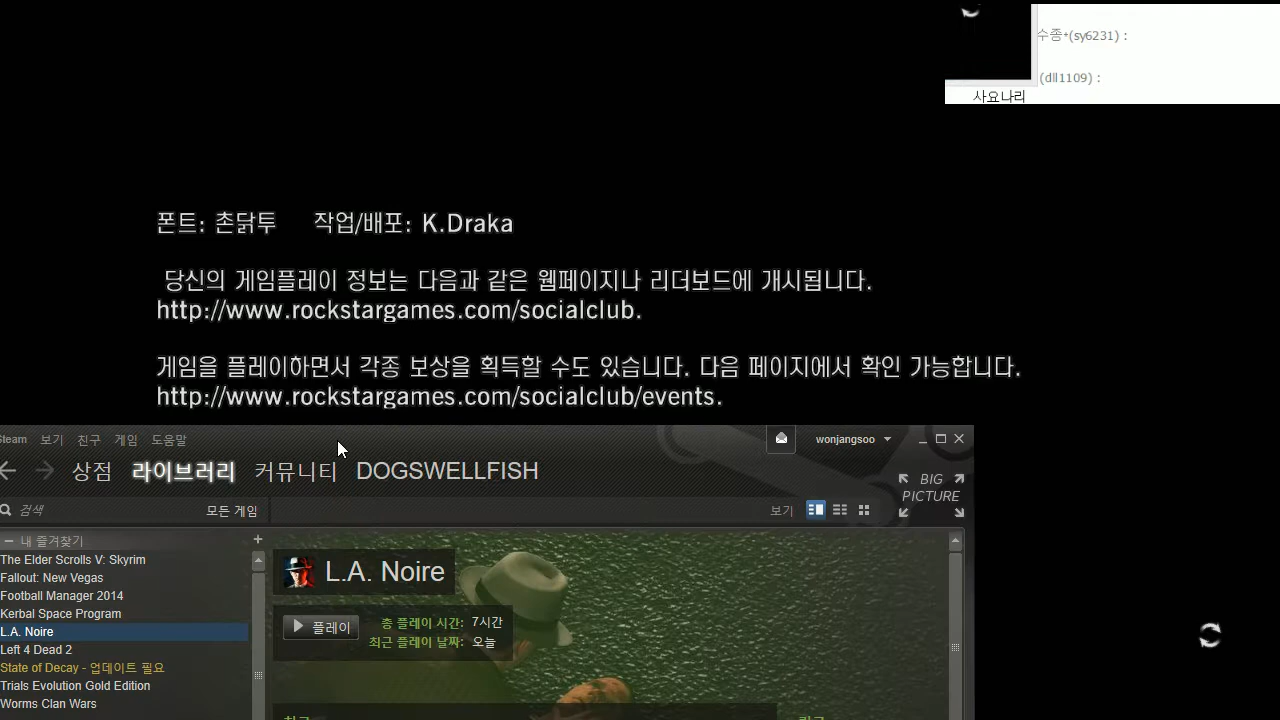 수종+(sy6231) :
(dll1109) :
사요나리
폰트: 촌닭투 작업/배포: K.Draka
당신의 게임플레이 정보는 다음과 같은 웹페이지나 리더보드에 개시됩니다.
http://www.rockstargames.com/socialclub.
게임을 플레이하면서 각종 보상을 획득할 수도 있습니다. 다음 페이지에서 확인 가능합니다.
http://www.rockstargames.com/socialclub/events.
Steam 보기 친구 게임 도움말
wonjangsoo
상점 라이브러리 커뮤니티 DOGSWELLFISH
BIG
PICTURE
검색 모든 게임
보기
내 즐겨찾기
The Elder Scrolls V: Skyrim
Fallout: New Vegas
Football Manager 2014
Kerbal Space Program
L.A. Noire
Left 4 Dead 2
State of Decay - 업데이트 필요
Trials Evolution Gold Edition
Worms Clan Wars
L.A. Noire
플레이
총 플레이 시간: 7시간
최근 플레이 날짜: 오늘